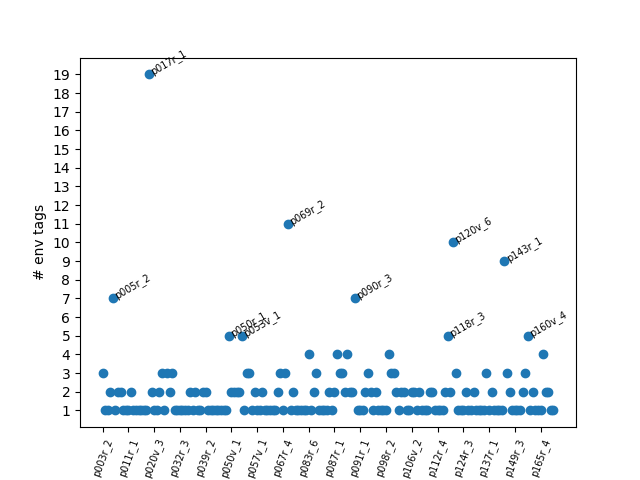 # env tags
19
18
17
16
15
14
13
12
11
10
9
8
7
6
5
4
3
2
1
p017r_1
p069r_2
p120v_6
p143r_1
p005r_2
p090r_3
p050r_1
p053v_1
p118r_3
p160v_4
p003r_2
p011r_1
p020v_3
p032r_3
p039r_2
p050v_1
p057v_1
p067r_4
p083r_6
p087r_1
p091r_1
p098r_2
p106v_2
p112r_4
p124r_3
p137r_1
p149r_3
p165r_4